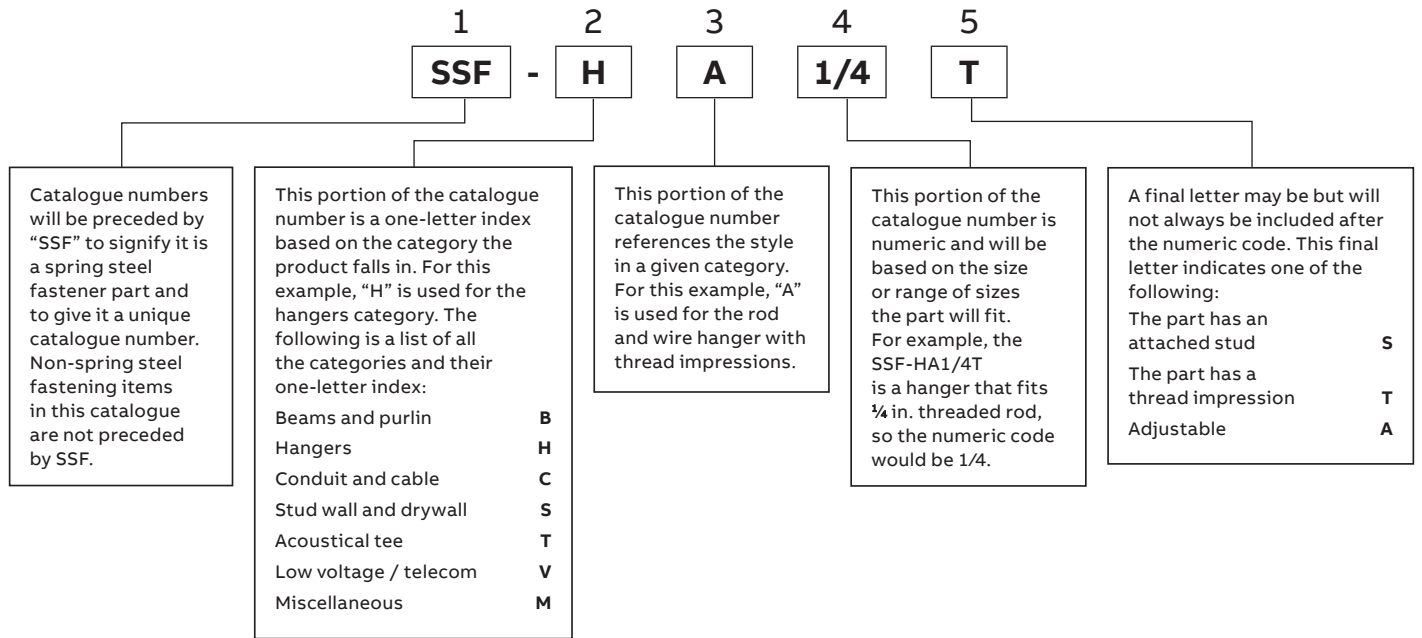 1 2 3 4 5
SSF - H A 1/4 T
Catalogue numbers
will be preceded by
“SSF” to signify it is
a spring steel
fastener part and
to give it a unique
catalogue number.
Non-spring steel
fastening items
in this catalogue
are not preceded
by SSF.
This portion of the catalogue
number is a one-letter index
based on the category the
product falls in. For this
example, “H” is used for the
hangers category. The
following is a list of all
the categories and their
one-letter index:
Beams and purlin B
Hangers H
Conduit and cable C
Stud wall and drywall S
Acoustical tee T
Low voltage / telecom V
Miscellaneous M
This portion of the
catalogue number
references the style
in a given category.
For this example, “A”
is used for the rod
and wire hanger with
thread impressions.
This portion of the
catalogue number is
numeric and will be
based on the size
or range of sizes
the part will fit.
For example, the
SSF-HA1/4T
is a hanger that fits
¼ in. threaded rod,
so the numeric code
would be 1/4.
A final letter may be but will
not always be included after
the numeric code. This final
letter indicates one of the
following:
The part has an
attached stud S
The part has a
thread impression T
Adjustable A